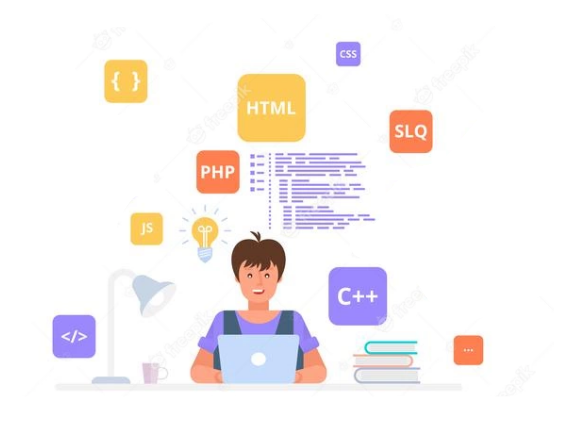 CSS
{ }
HTML
SLQ
PHP
JS
C++
</>
...